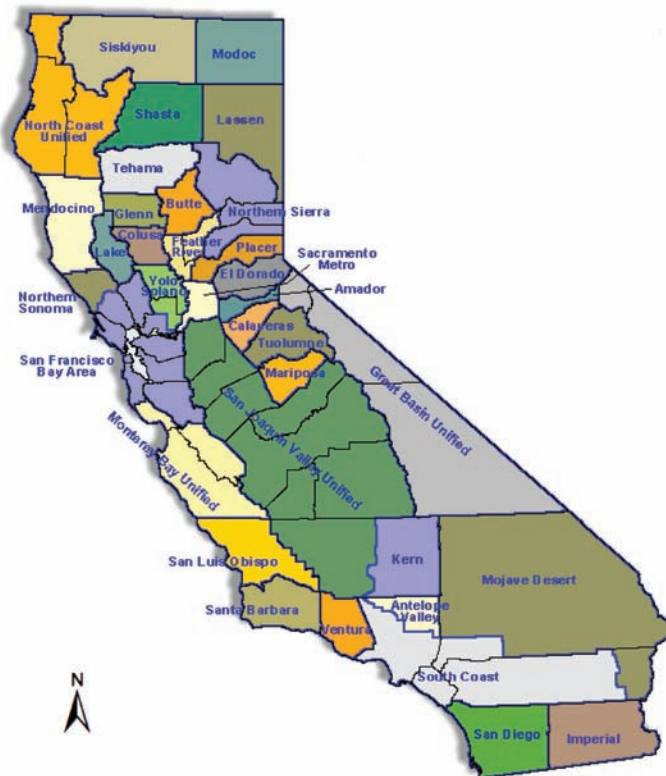 Siskiyou
Modoc
Shasta
Lassen
North Coast
Unified
Tehama
Mendocino
Butte
Glenn
Northern Sierra
Colusa
Feather
River
Placer
Lake
Sacramento
Metro
El Dorado
Yolo
Solano
Amador
Northern
Sonoma
Calaveras
Tuolumne
San Francisco
Bay Area
Mariposa
Great Basin Unified
San Joaquin Valley Unified
Monterey Bay Unified
San Luis Obispo
Kern
Mojave Desert
Santa Barbara
Antelope
Valley
Ventura
South Coast
N
San Diego
Imperial